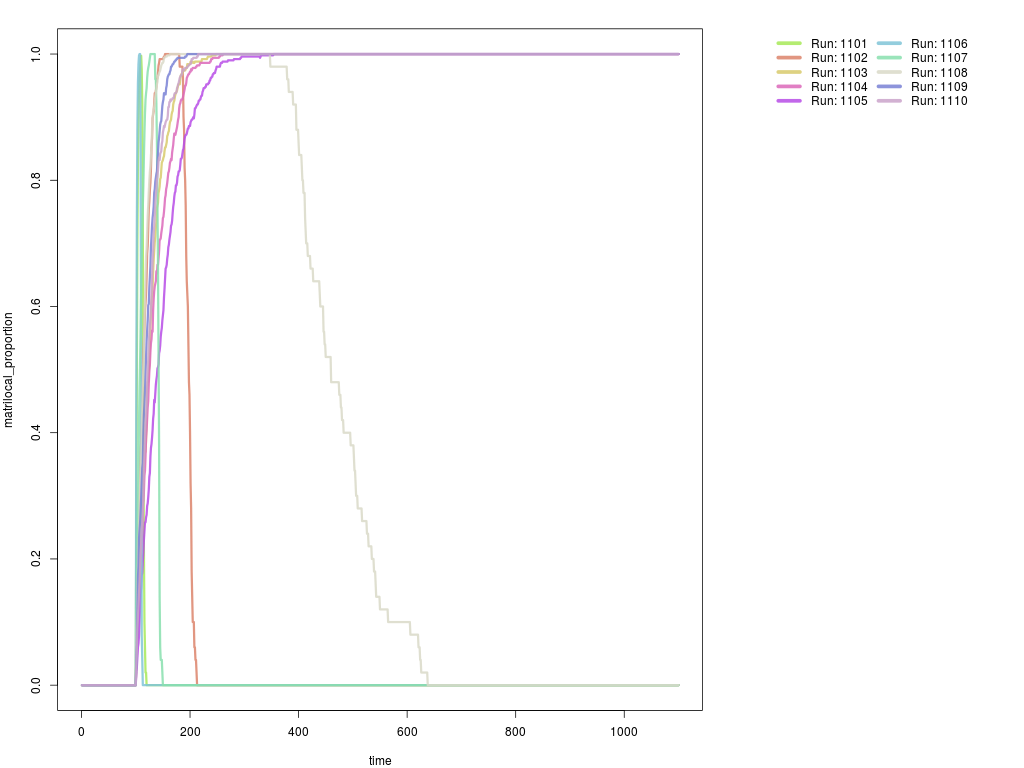 matrilocal_proportion
1.0
0.8
0.6
0.4
0.2
0.0
0 200 400 600 800 1000
time
Run: 1101 Run: 1106
Run: 1102 Run: 1107
Run: 1103 Run: 1108
Run: 1104 Run: 1109
Run: 1105 Run: 1110